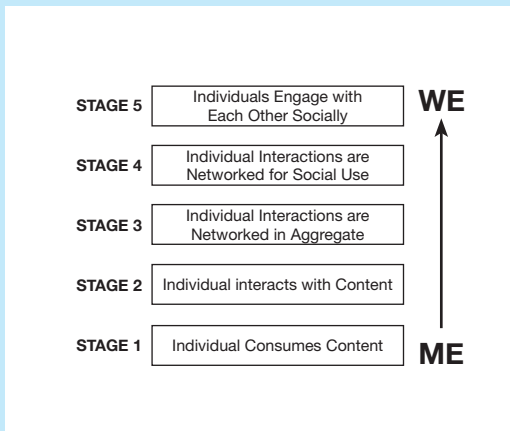 STAGE 5
Individuals Engage with
Each Other Socially
WE
STAGE 4
Individual Interactions are
Networked for Social Use
STAGE 3
Individual Interactions are
Networked in Aggregate
STAGE 2
Individual interacts with Content
STAGE 1
Individual Consumes Content
ME